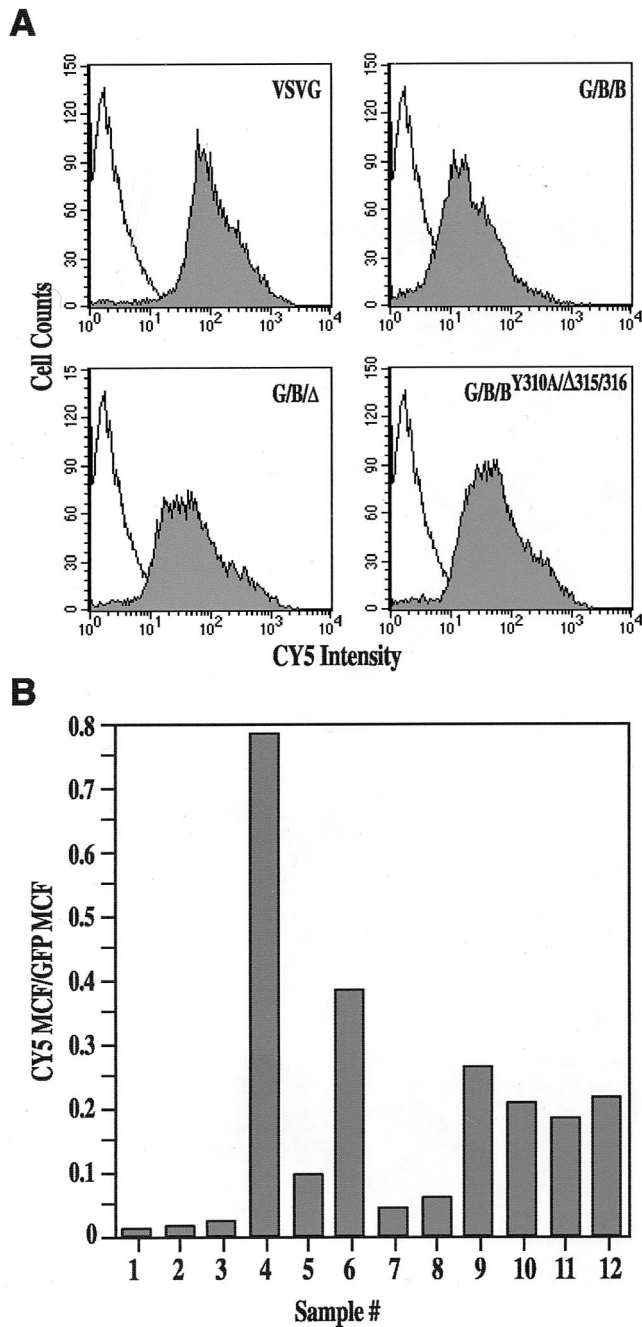 A
150
120
90
60
30
0
VSVG
10^0 10^1 10^2 10^3 10^4
150
120
90
60
30
0
G/B/B
10^0 10^1 10^2 10^3 10^4
Cell Counts
15
120
90
60
30
0
G/B/Δ
10^0 10^1 10^2 10^3 10^4
150
120
90
60
30
0
G/B/B^Y310A/Δ315/316
10^0 10^1 10^2 10^3 10^4
CY5 Intensity
B
CY5 MCF/GFP MCF
0.8
0.7
0.6
0.5
0.4
0.3
0.2
0.1
0
1 2 3 4 5 6 7 8 9 10 11 12
Sample #